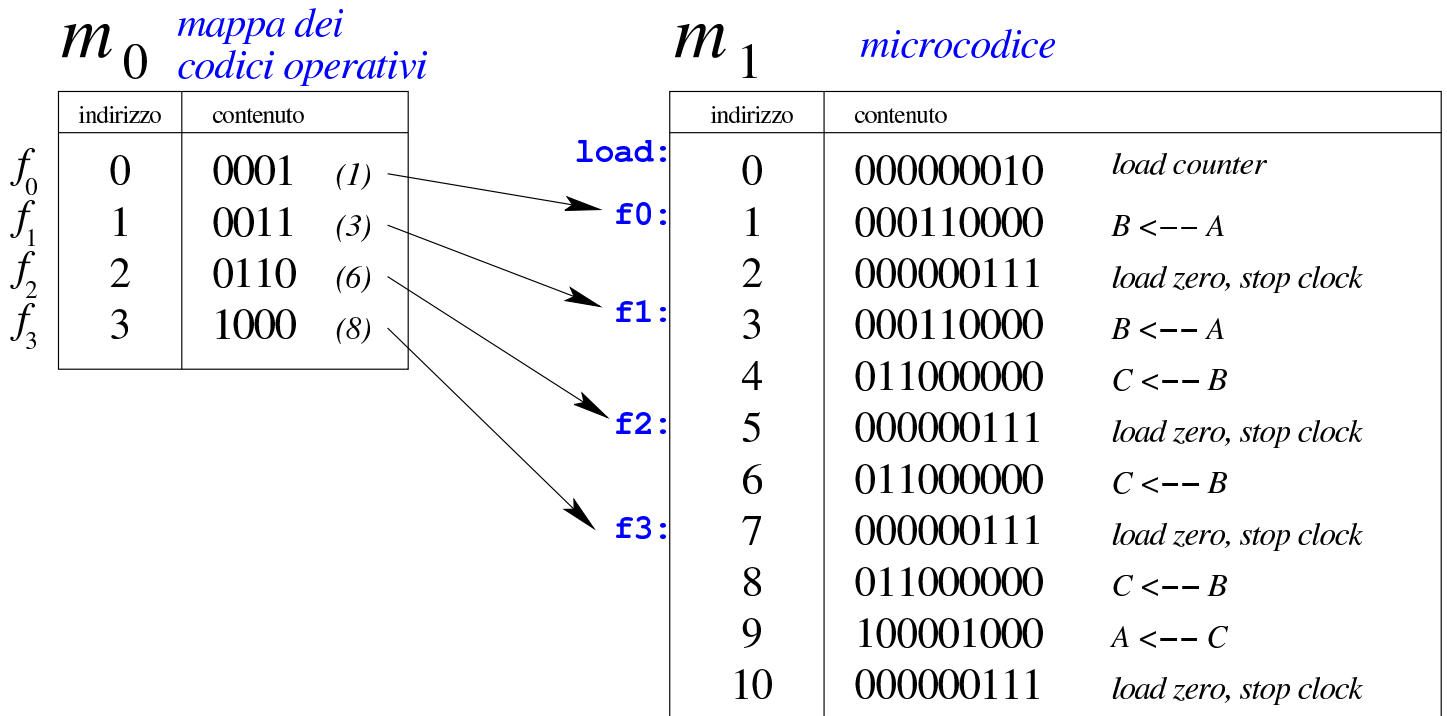 m0 mappa dei
codici operativi
indirizzo contenuto
f0 0 0001 (1)
f1 1 0011 (3)
f2 2 0110 (6)
f3 3 1000 (8)
m1 microcodice
indirizzo contenuto
load: 0 000000010 load counter
f0: 1 000110000 B <–– A
2 000000111 load zero, stop clock
f1: 3 000110000 B <–– A
4 011000000 C <–– B
f2: 5 000000111 load zero, stop clock
6 011000000 C <–– B
f3: 7 000000111 load zero, stop clock
8 011000000 C <–– B
9 100001000 A <–– C
10 000000111 load zero, stop clock